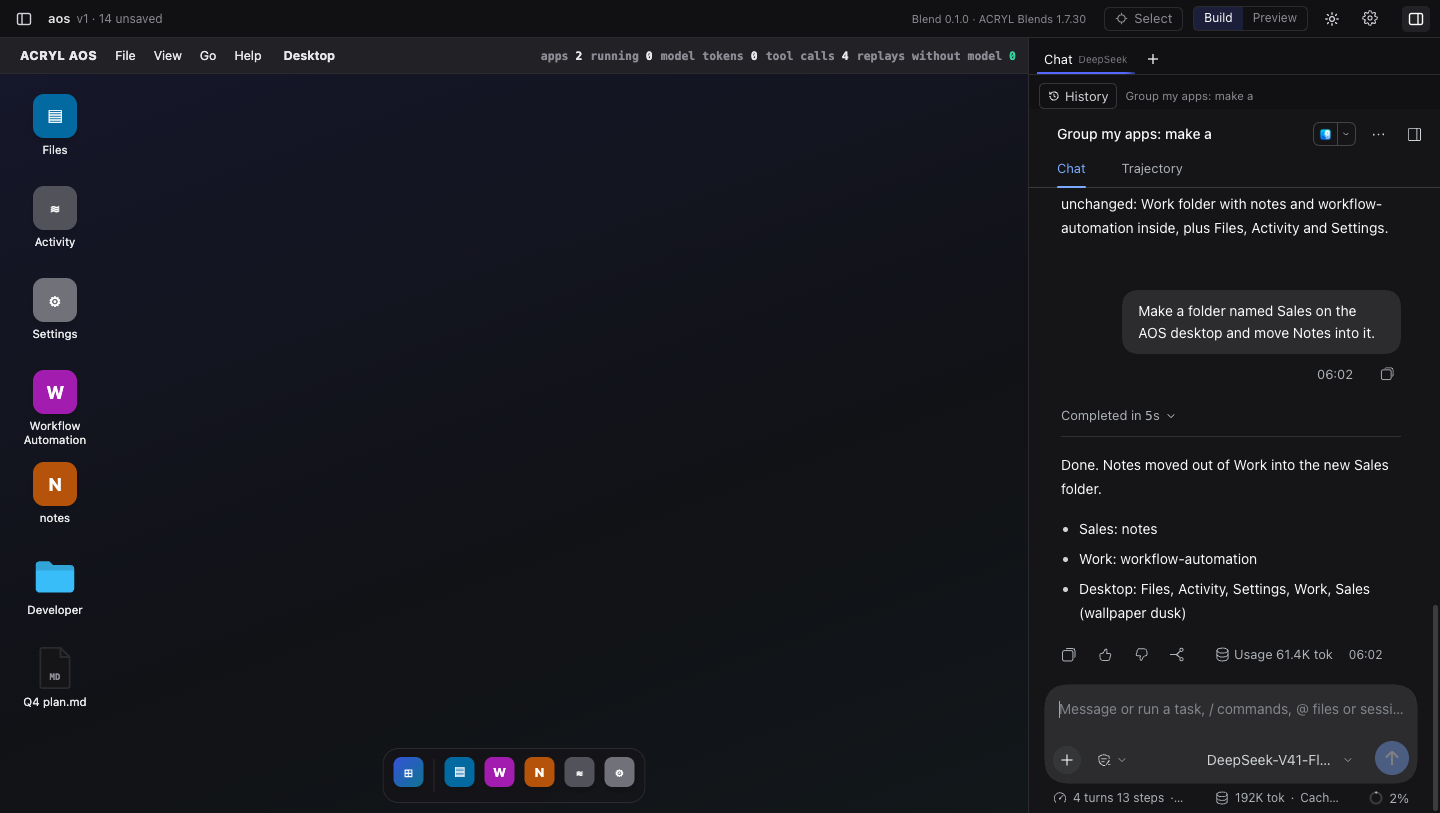 aos v1 · 14 unsaved
Blend 0.1.0 · ACRYL Blends 1.7.30
Select
Build
Preview
ACRYL AOS File View Go Help Desktop
apps 2 running 0 model tokens 0 tool calls 4 replays without model 0
Files
Activity
Settings
W
Workflow
Automation
N
notes
Developer
MD
Q4 plan.md
W
N
Chat DeepSeek
History
Group my apps: make a
Group my apps: make a
Chat
Trajectory
unchanged: Work folder with notes and workflow-
automation inside, plus Files, Activity and Settings.
Make a folder named Sales on the
AOS desktop and move Notes into it.
06:02
Completed in 5s
Done. Notes moved out of Work into the new Sales
folder.
Sales: notes
Work: workflow-automation
Desktop: Files, Activity, Settings, Work, Sales
(wallpaper dusk)
Usage 61.4K tok 06:02
Message or run a task, / commands, @ files or sessi...
DeepSeek-V41-Fl...
4 turns 13 steps ·...
192K tok · Cach...
2%